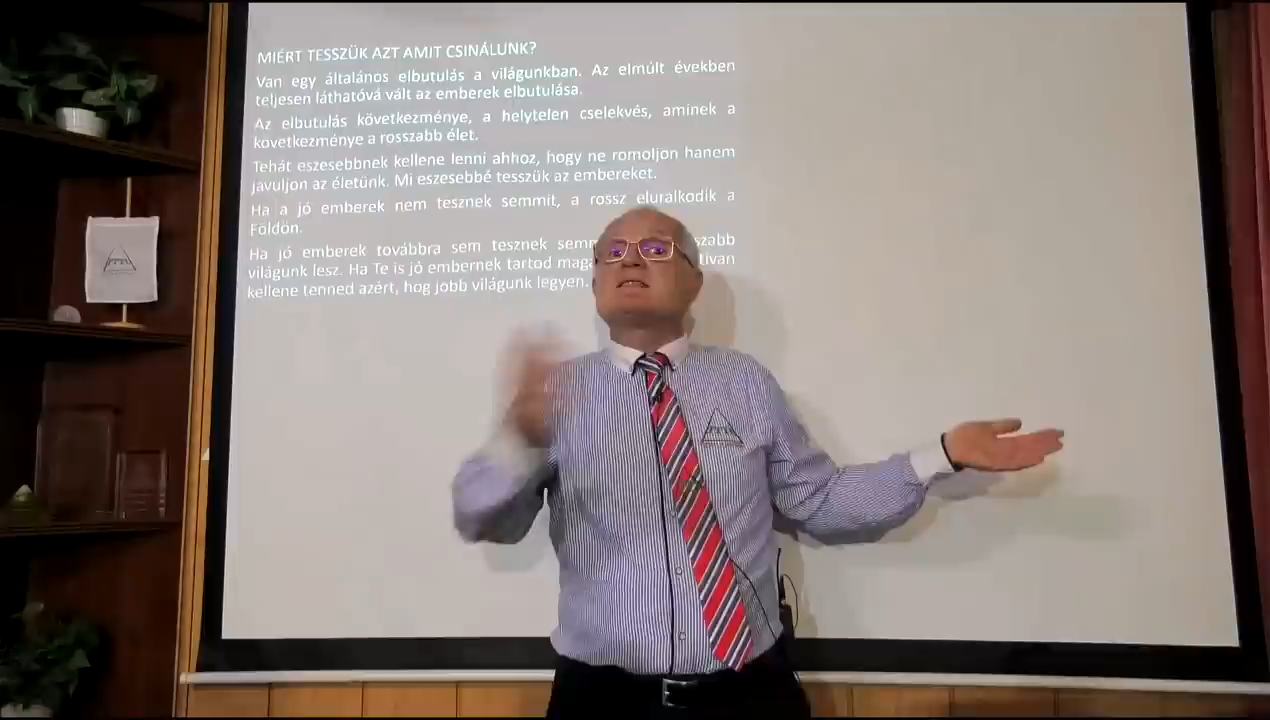 MIÉRT TESSZÜK AZT AMIT CSINÁLUNK?
Van egy általános elbutulás a világunkban. Az elmúlt években
teljesen láthatóvá vált az emberek elbutulása.
Az elbutulás következménye, a helytelen cselekvés, aminek a
következménye a rosszabb élet.
Tehát eszesebbnek kellene lenni ahhoz, hogy ne romoljon hanem
javuljon az életünk. Mi eszesebbé tesszük az embereket.
Ha a jó emberek nem tesznek semmit, a rossz eluralkodik a
Földön.
Ha jó emberek továbbra sem tesznek
világunk lesz. Ha Te is jó embernek tartod
kellene tenned azért, hog jobb világunk legyen.